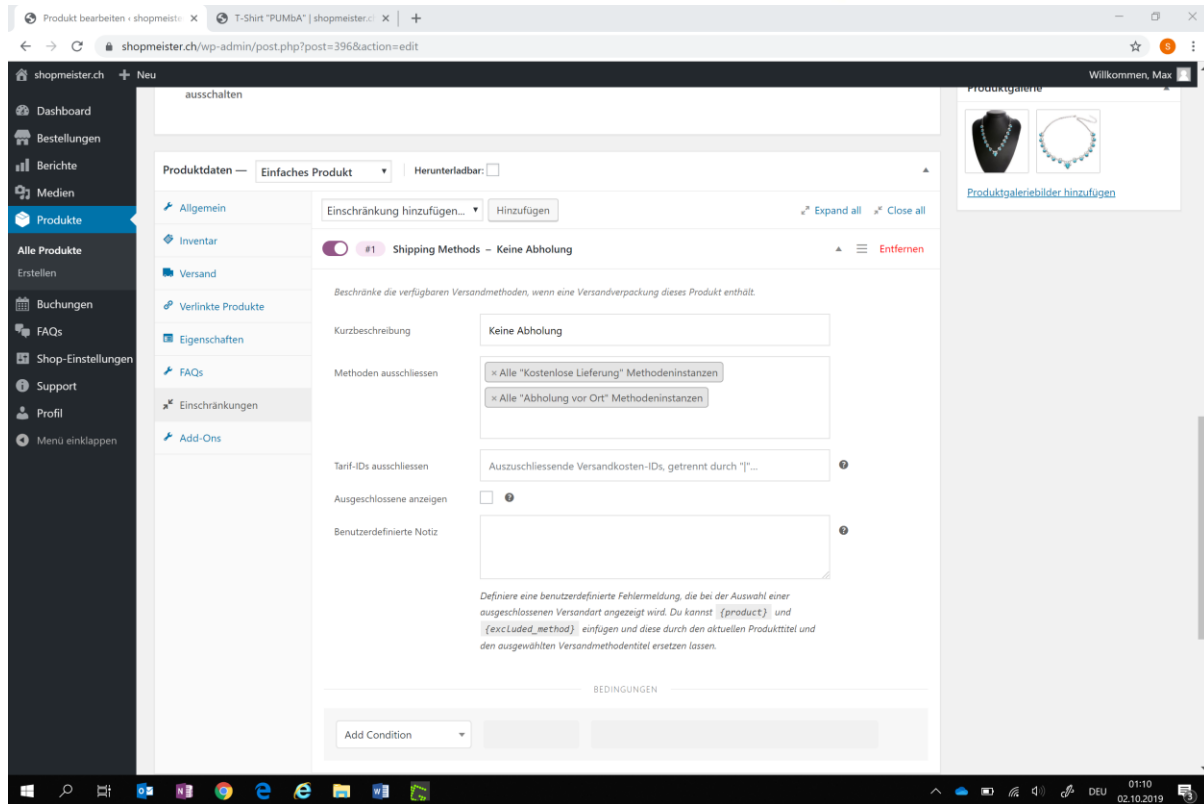 Produkt bearbeiten ‹ shopmeiste
T-Shirt "PUMbA" | shopmeister.c
shopmeister.ch/wp-admin/post.php?post=396&action=edit
S
shopmeister.ch + Neu
Willkommen, Max
Dashboard
Bestellungen
Berichte
Medien
Produkte
Alle Produkte
Erstellen
Buchungen
FAQs
Shop-Einstellungen
Support
Profil
Menü einklappen
ausschalten
Produktdaten — Einfaches Produkt Herunterladbar:
Allgemein
Inventar
Versand
Verlinkte Produkte
Eigenschaften
FAQs
Einschränkungen
Add-Ons
Einschränkung hinzufügen... Hinzufügen Expand all Close all
#1 Shipping Methods – Keine Abholung Entfernen
Beschränke die verfügbaren Versandmethoden, wenn eine Versandverpackung dieses Produkt enthält.
Kurzbeschreibung Keine Abholung
Methoden ausschliessen × Alle "Kostenlose Lieferung" Methodeninstanzen
× Alle "Abholung vor Ort" Methodeninstanzen
Tarif-IDs ausschliessen Auszuschliessende Versandkosten-IDs, getrennt durch "|"...
Ausgeschlossene anzeigen
Benutzerdefinierte Notiz
Definiere eine benutzerdefinierte Fehlermeldung, die bei der Auswahl einer
ausgeschlossenen Versandart angezeigt wird. Du kannst {product} und
{excluded_method} einfügen und diese durch den aktuellen Produkttitel und
den ausgewählten Versandmethodentitel ersetzen lassen.
BEDINGUNGEN
Add Condition
Produktgalerie
Produktgaleriebilder hinzufügen
DEU
01:10
02.10.2019
3